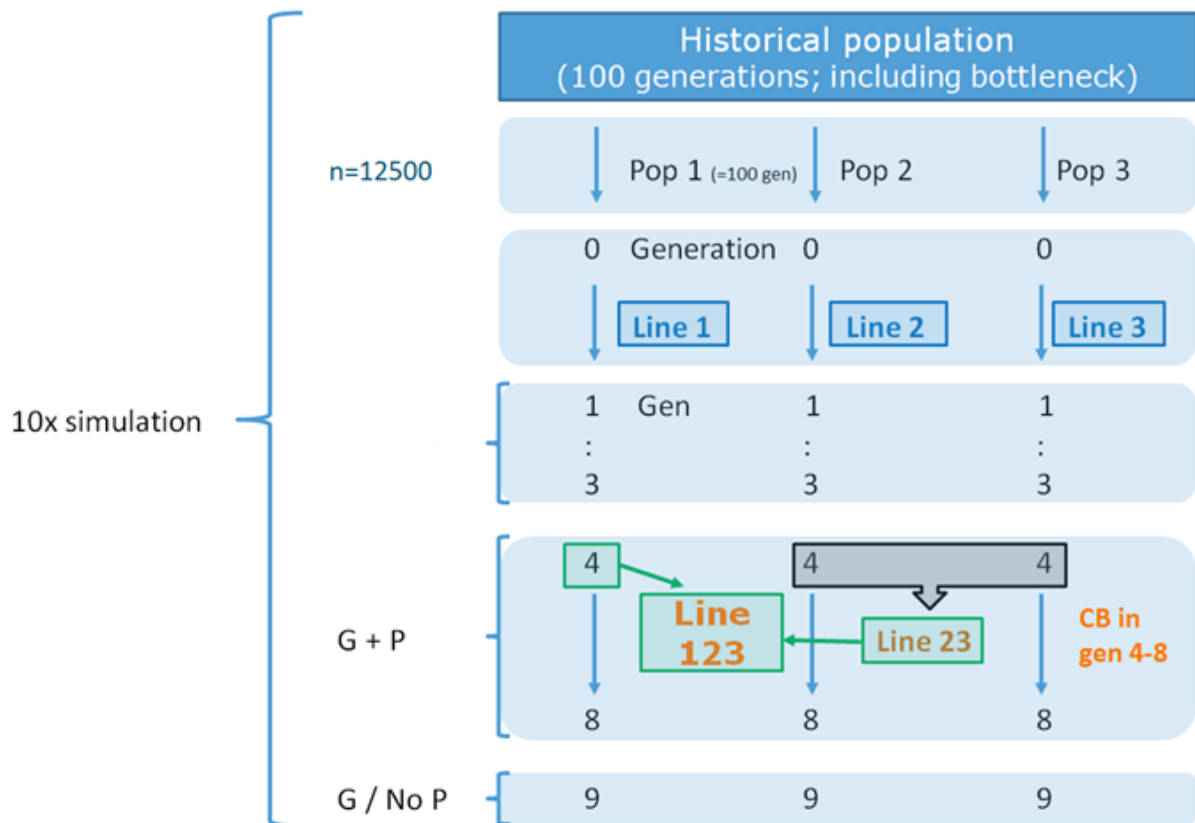 Historical population
(100 generations; including bottleneck)
n=12500 Pop 1 (=100 gen) Pop 2 Pop 3
0 Generation 0 0
Line 1 Line 2 Line 3
1 Gen 1 1
: : :
10x simulation
3 3 3
4 4 4
Line
123
Line 23
G + P
CB in
gen 4-8
8 8 8
G / No P 9 9 9